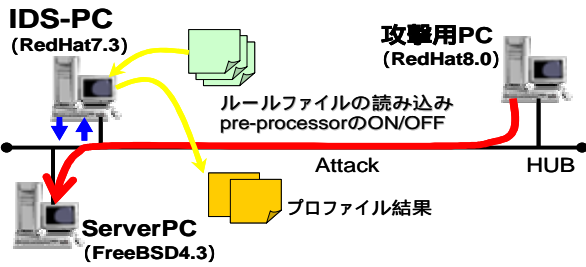 IDS-PC
(RedHat7.3)
攻撃用PC
(RedHat8.0)
ルールファイルの読み込み
pre-processorのON/OFF
Attack
HUB
プロファイル結果
ServerPC
(FreeBSD4.3)